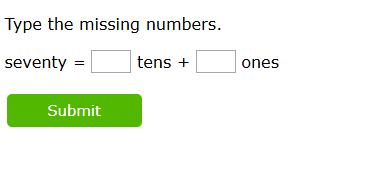 Type the missing numbers.
seventy = tens + ones
Submit